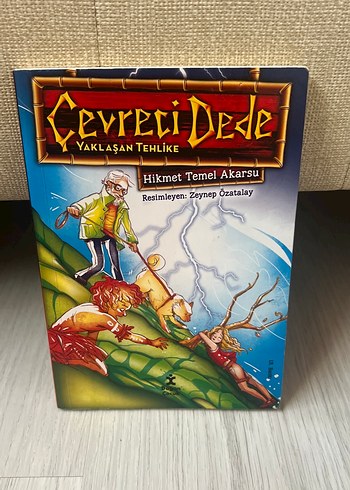 Çevreci Dede
YAKLAŞAN TEHLİKE
Hikmet Temel Akarsu
Resimleyen: Zeynep Özatalay